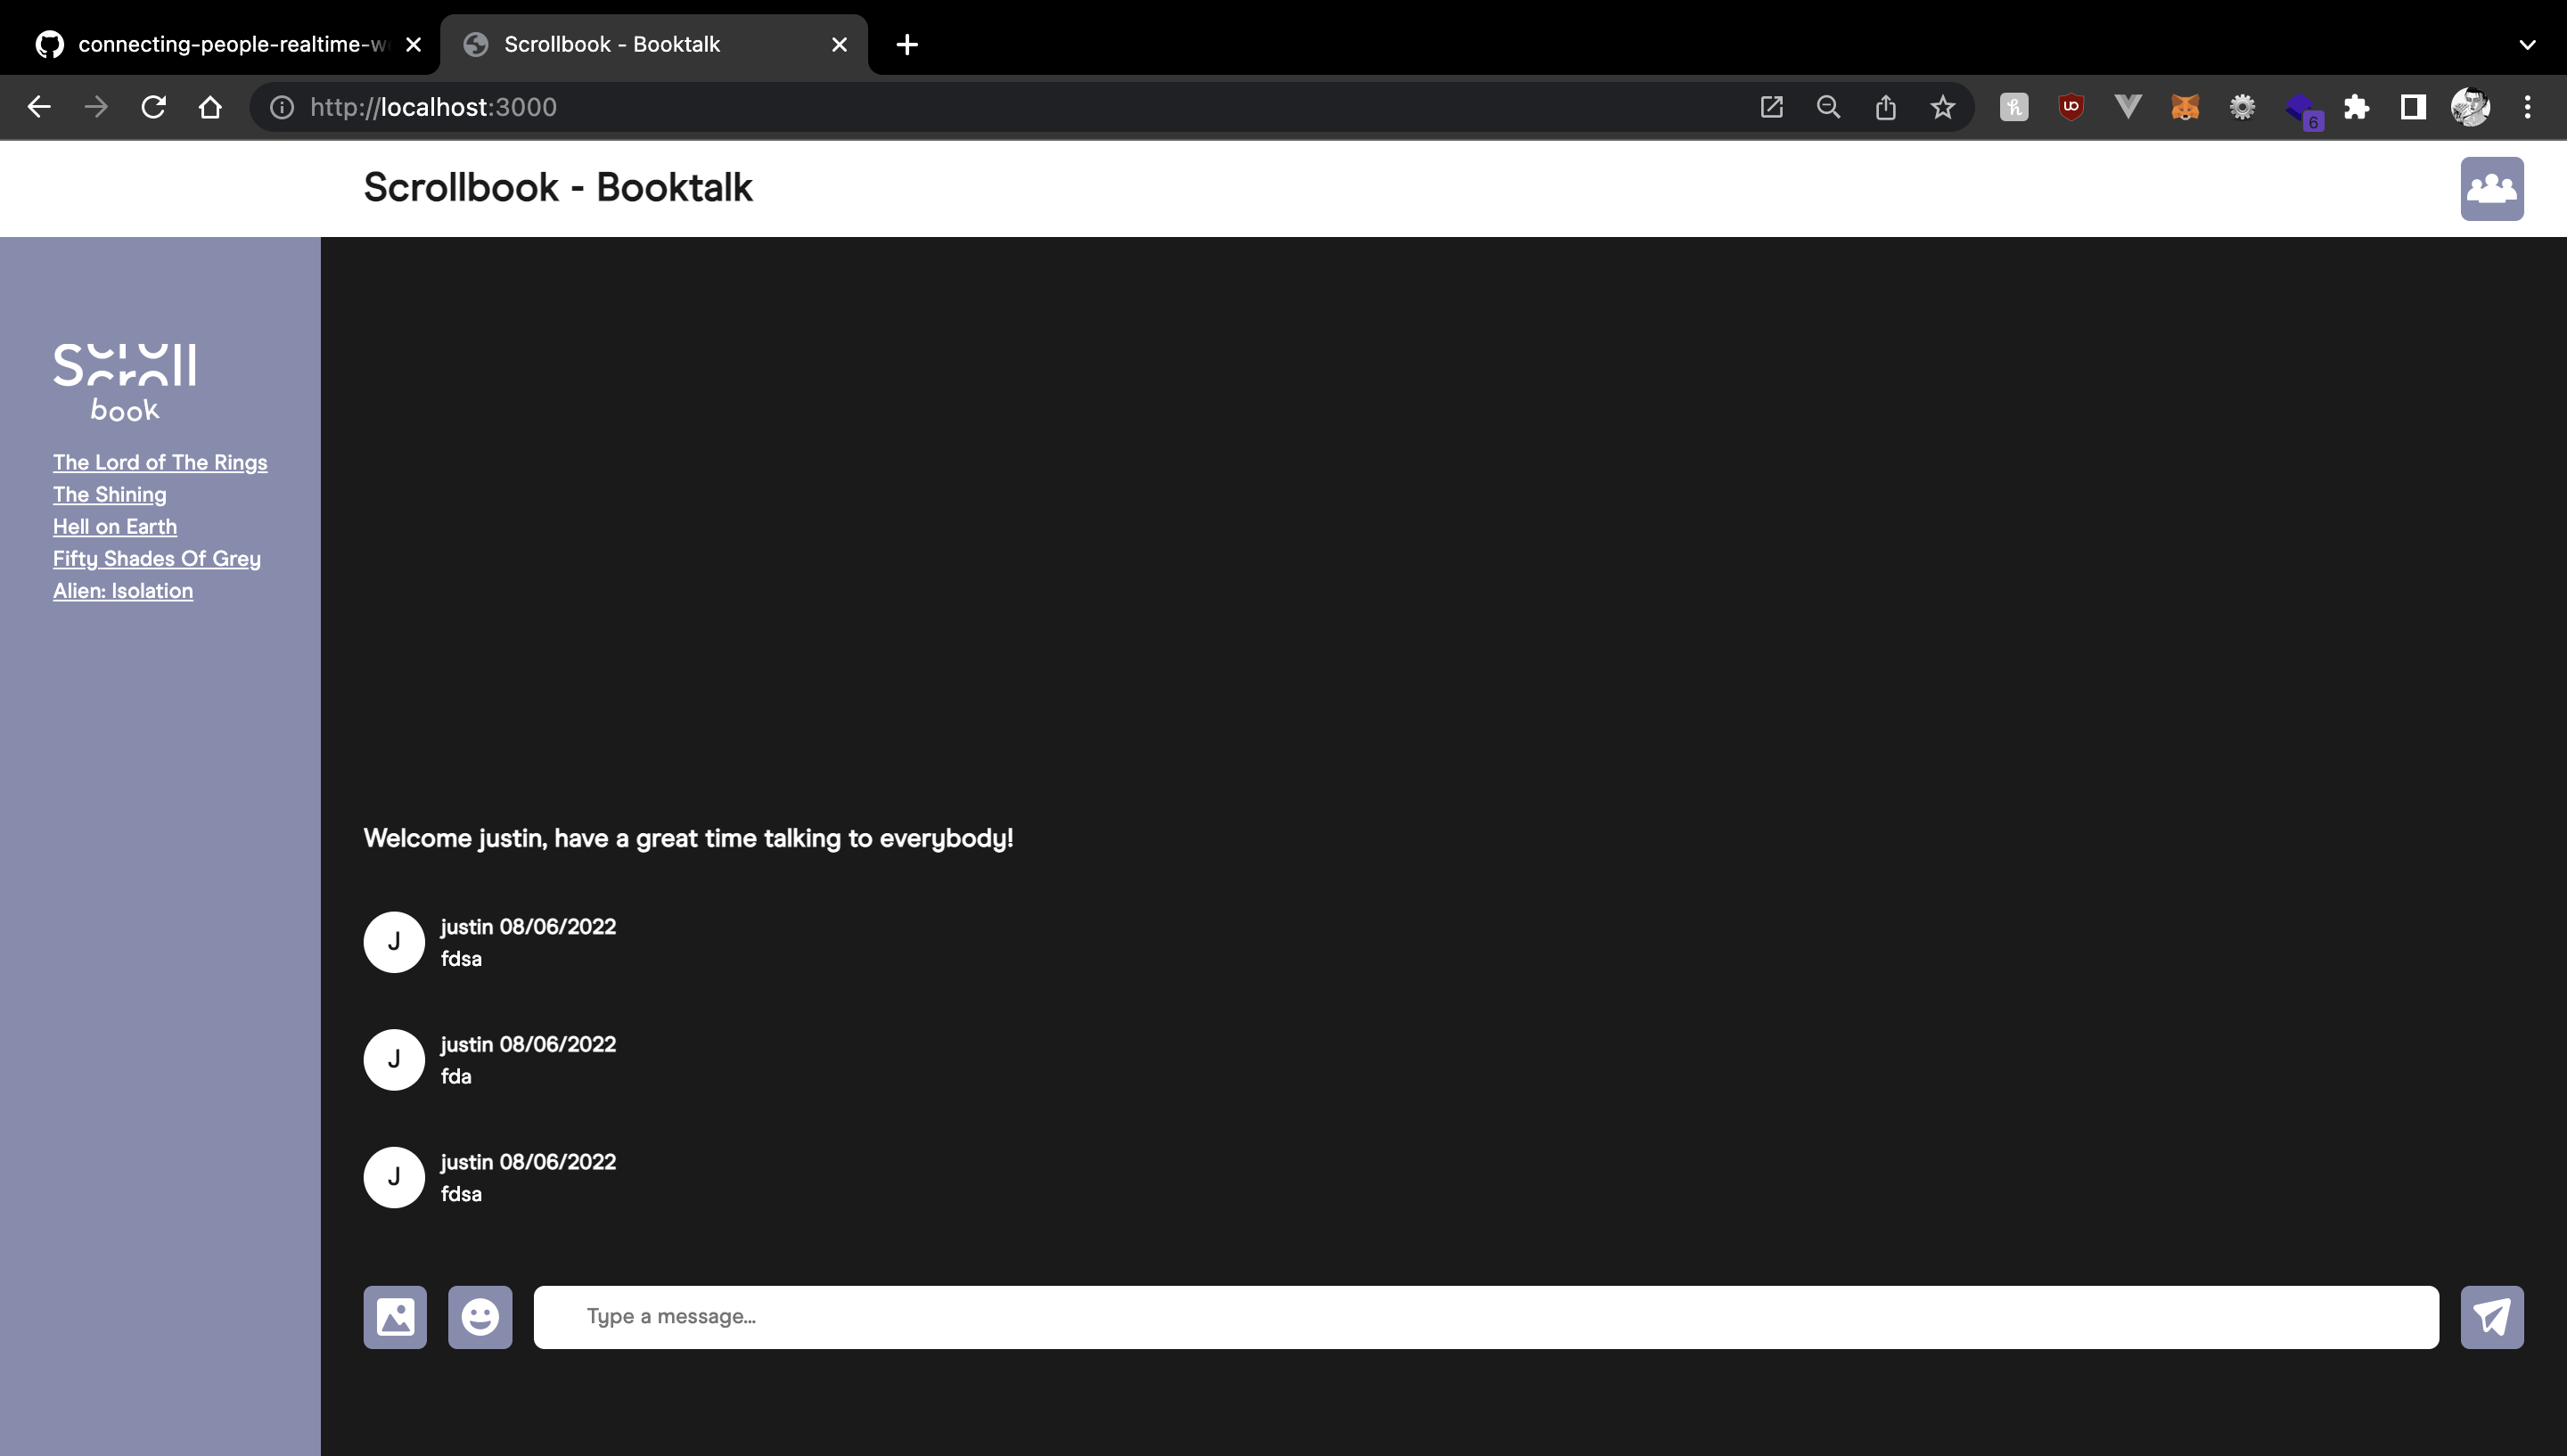 connecting-people-realtime-w
Scrollbook - Booktalk
http://localhost:3000
6
Scrollbook - Booktalk
Scroll
book
The Lord of The Rings
The Shining
Hell on Earth
Fifty Shades Of Grey
Alien: Isolation
Welcome justin, have a great time talking to everybody!
J
justin 08/06/2022
fdsa
J
justin 08/06/2022
fda
J
justin 08/06/2022
fdsa
Type a message...